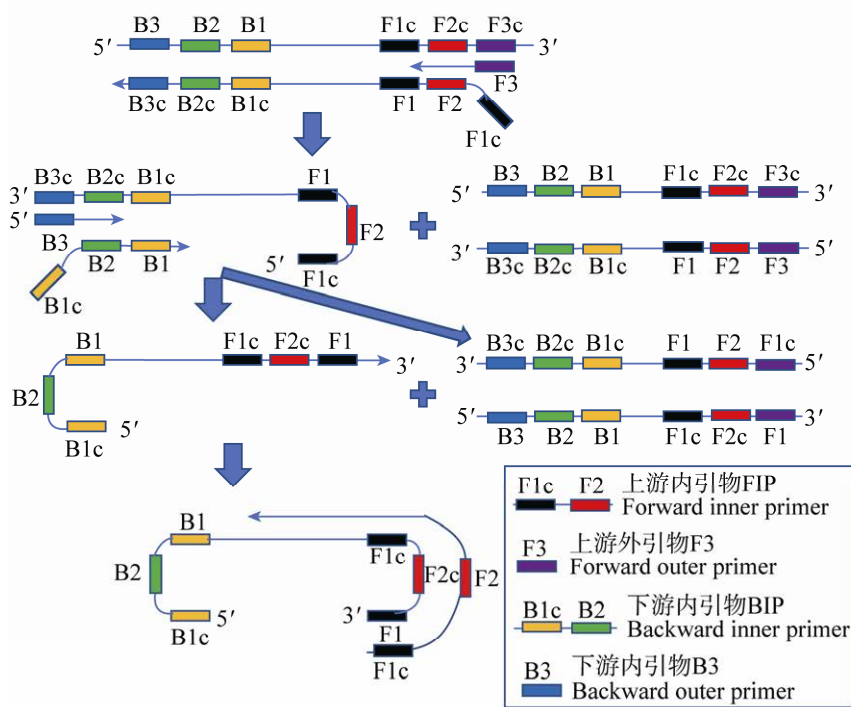 B3 B2 B1 F1c F2c F3c
5′ 3′
F3
B3c B2c B1c F1 F2
F1c
B3c B2c B1c F1
3′
5′
B3
B2 B1
B1c
F2
5′
F1c
B3 B2 B1 F1c F2c F3c
5′ 3′
3′ 5′
B3c B2c B1c F1 F2 F3
B1 F1c F2c F1
3′
B2
5′
B1c
B3c B2c B1c F1 F2 F1c
3′ 5′
5′ 3′
B3 B2 B1 F1c F2c F1
B1
F1c
B2 F2c F2
5′ 3′
B1c F1
F1c
F1c F2 上游内引物FIP
Forward inner primer
F3 上游外引物F3
Forward outer primer
B1c B2 下游内引物BIP
Backward inner primer
B3 下游内引物B3
Backward outer primer